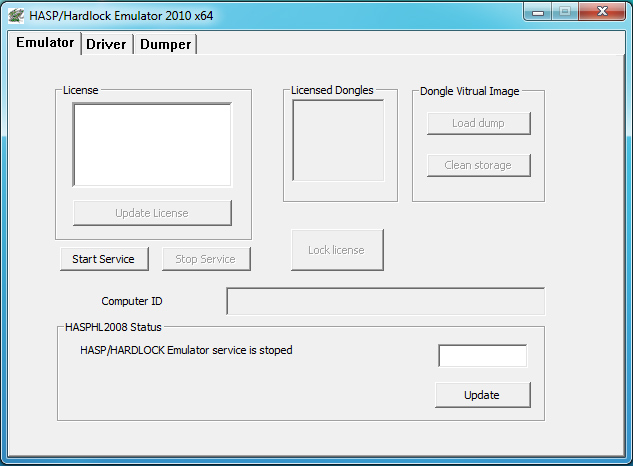 HASP/Hardlock Emulator 2010 x64
Emulator Driver Dumper
License
Licensed Dongles
Dongle Vitrual Image
Load dump
Clean storage
Update License
Start Service
Stop Service
Lock license
Computer ID
HASPHL2008 Status
HASP/HARDLOCK Emulator service is stoped
Update